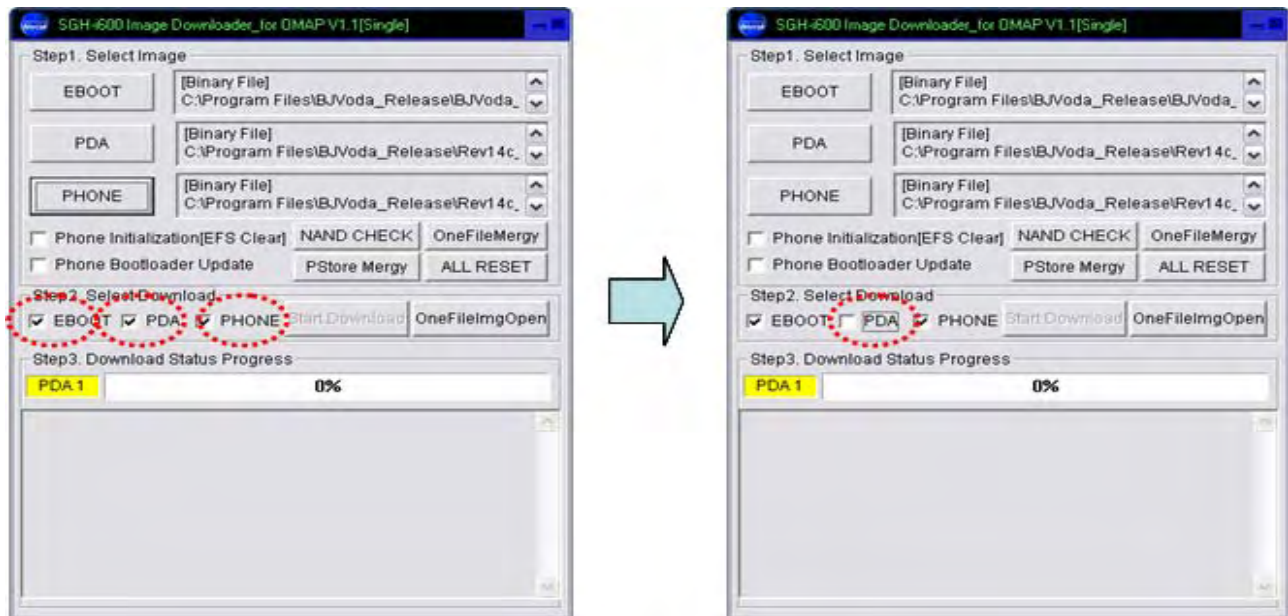 SGH-i600 Image Downloader_for OMAP V1.1[Single]
Step1. Select Image
EBOOT
[Binary File]
C:\Program Files\BJVoda_Release\BJVoda_
PDA
[Binary File]
C:\Program Files\BJVoda_Release\Rev14c_
PHONE
[Binary File]
C:\Program Files\BJVoda_Release\Rev14c_
Phone Initialization[EFS Clear] NAND CHECK OneFileMergy
Phone Bootloader Update PStore Mergy ALL RESET
Step2. Select Download
EBOOT PDA PHONE Start Download OneFileImgOpen
Step3. Download Status Progress
PDA 1 0%
SGH-i600 Image Downloader_for OMAP V1.1[Single]
Step1. Select Image
EBOOT
[Binary File]
C:\Program Files\BJVoda_Release\BJVoda_
PDA
[Binary File]
C:\Program Files\BJVoda_Release\Rev14c_
PHONE
[Binary File]
C:\Program Files\BJVoda_Release\Rev14c_
Phone Initialization[EFS Clear] NAND CHECK OneFileMergy
Phone Bootloader Update PStore Mergy ALL RESET
Step2. Select Download
EBOOT PDA PHONE Start Download OneFileImgOpen
Step3. Download Status Progress
PDA 1 0%